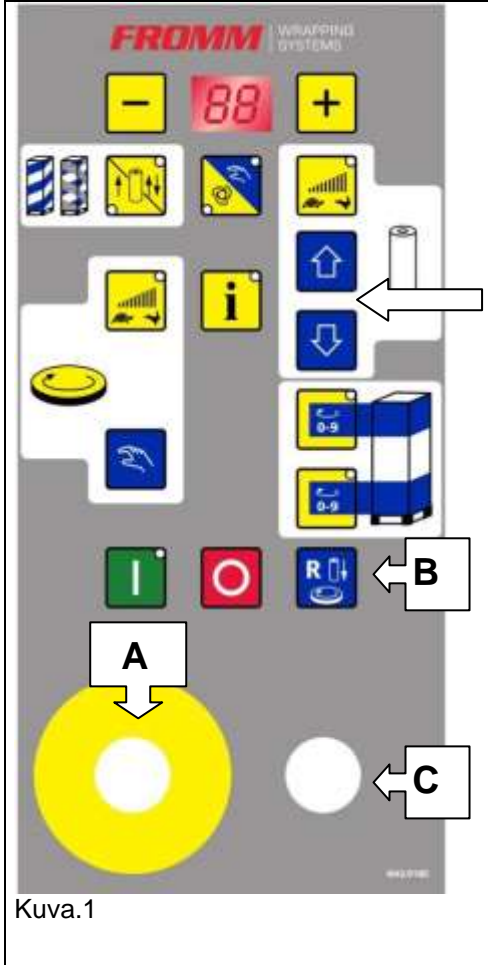 FROMM WRAPPING
SYSTEMS
− 88 +
i
0-9
0-9
I O R
B
A
C
Kuva.1